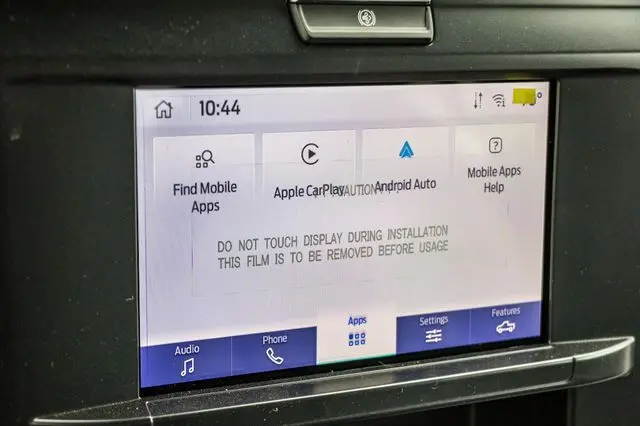 10:44
Find Mobile
Apps
Apple CarPlay
Android Auto
Mobile Apps
Help
CAUTION
DO NOT TOUCH DISPLAY DURING INSTALLATION
THIS FILM IS TO BE REMOVED BEFORE USAGE
Audio
Phone
Apps
Settings
Features